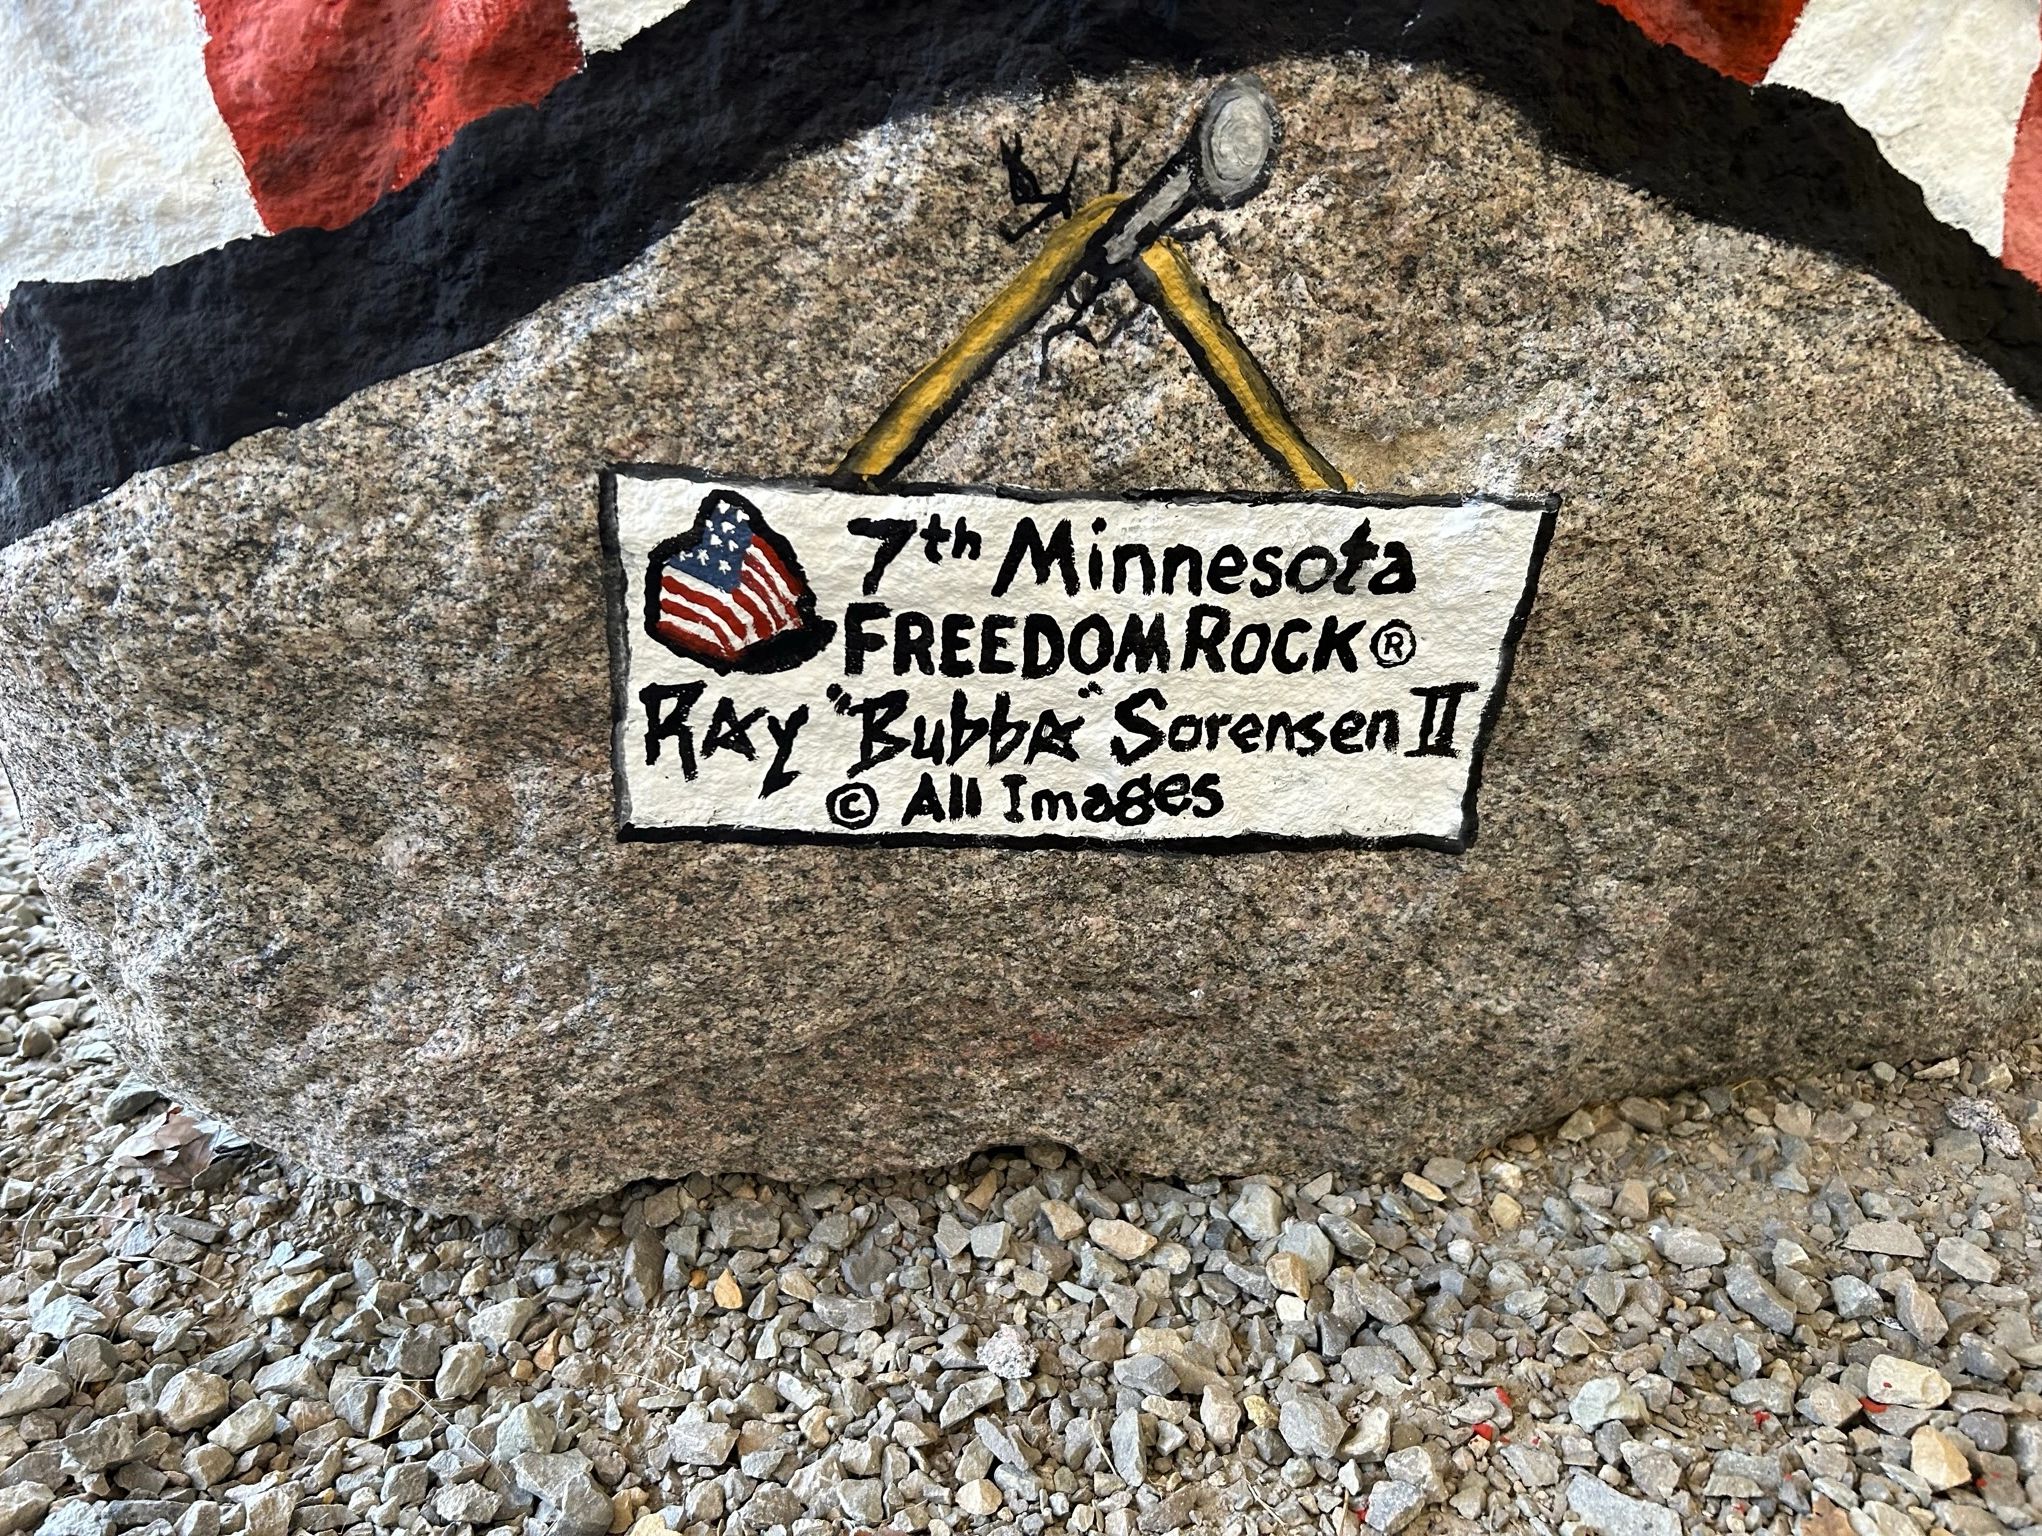 7th Minnesota
FREEDOM ROCK®
RAy "BubbA" Sorensen II
© All Images